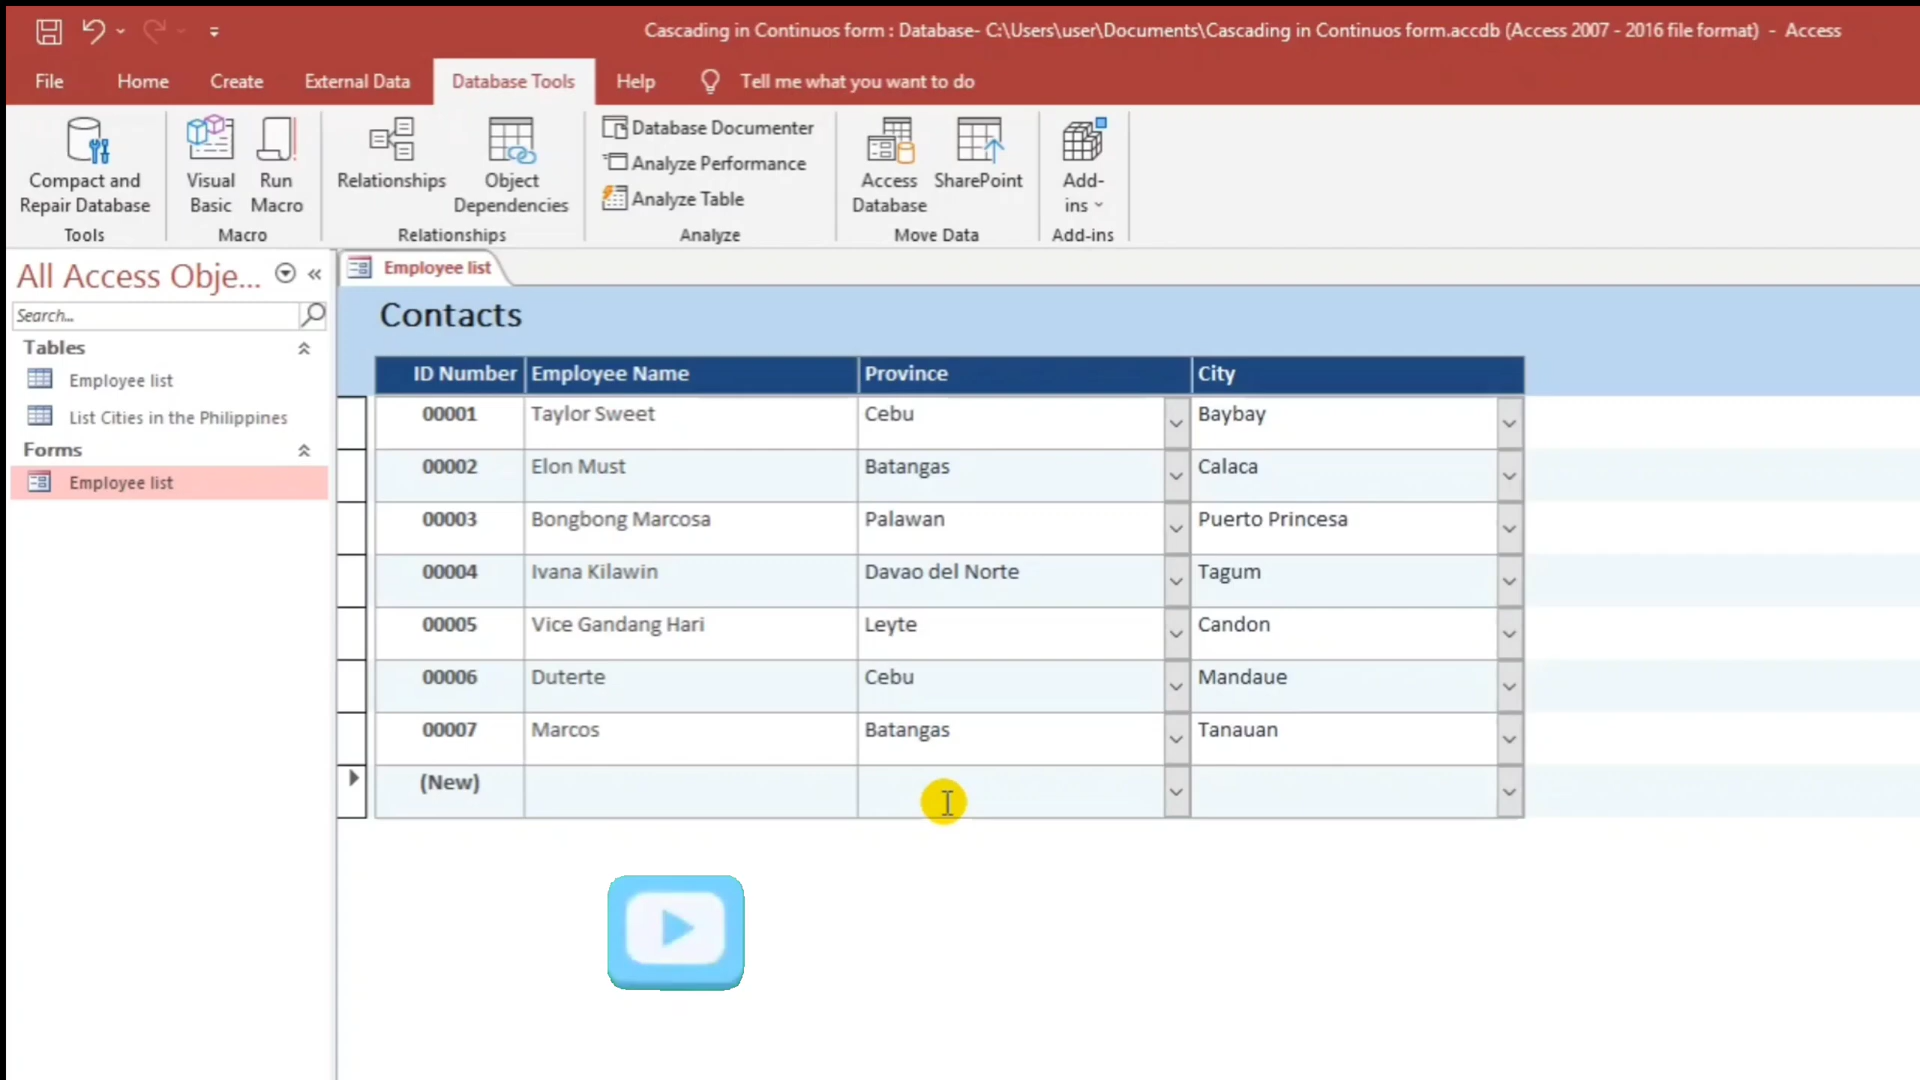 Cascading in Continuos form : Database- C:\Users\user\Documents\Cascading in Continuos form.accdb (Access 2007 - 2016 file format) - Access
File Home Create External Data Database Tools Help Tell me what you want to do
Compact and Repair Database
Visual Basic
Run Macro
Relationships
Object Dependencies
Database Documenter
Analyze Performance
Analyze Table
Access Database
SharePoint
Add-ins
Tools Macro Relationships Analyze Move Data Add-ins
All Access Obje...
Search...
Tables
Employee list
List Cities in the Philippines
Forms
Employee list
Employee list
Contacts
ID Number Employee Name Province City
00001 Taylor Sweet Cebu Baybay
00002 Elon Must Batangas Calaca
00003 Bongbong Marcosa Palawan Puerto Princesa
00004 Ivana Kilawin Davao del Norte Tagum
00005 Vice Gandang Hari Leyte Candon
00006 Duterte Cebu Mandaue
00007 Marcos Batangas Tanauan
(New)